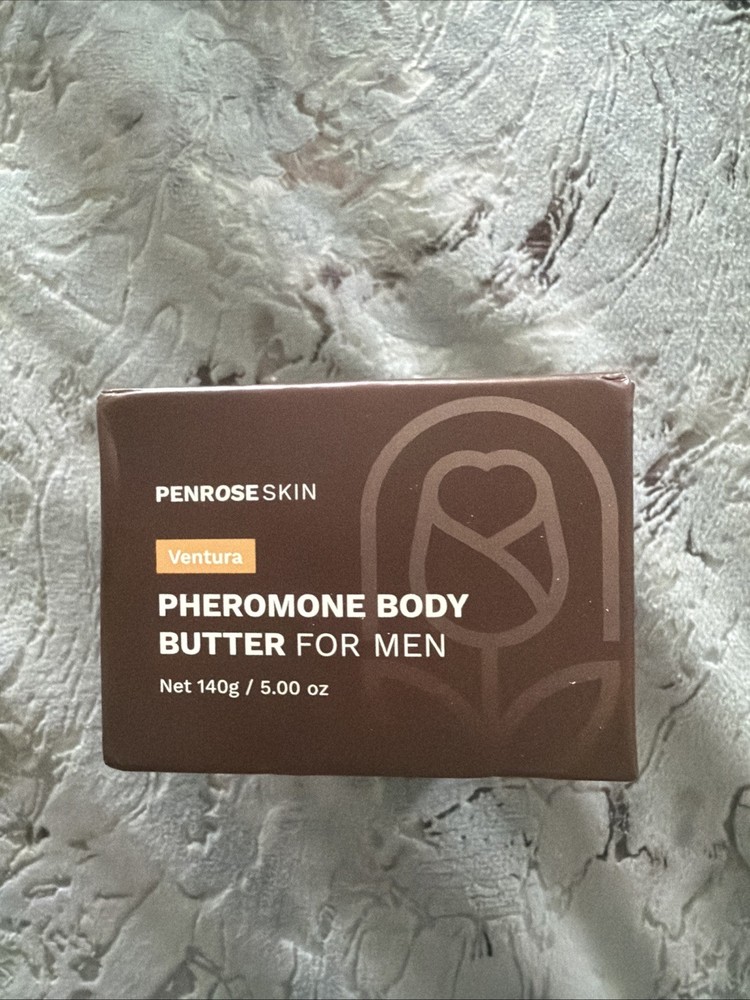 PENROSE SKIN
Ventura
PHEROMONE BODY
BUTTER FOR MEN
Net 140g / 5.00 oz